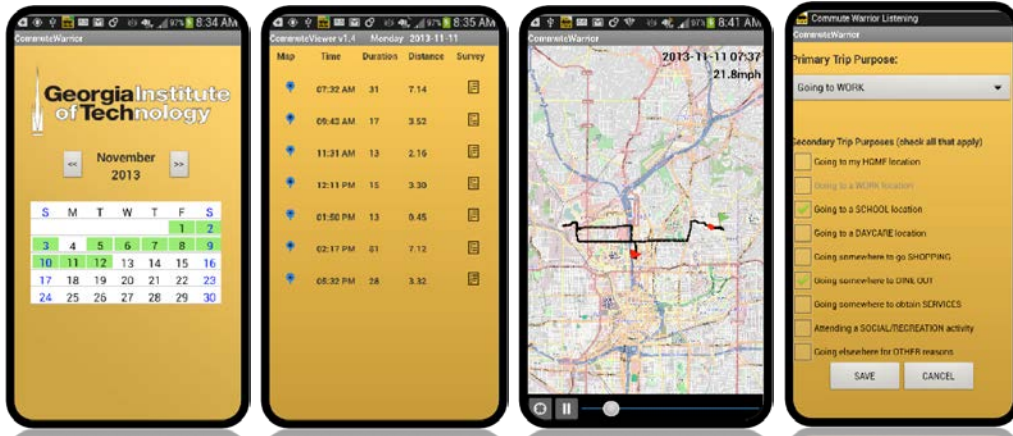 97% 8:34 AM
CommuteWarrior
Georgia Institute
of Technology
<< November >>
2013
S M T W T F S
1 2
3 4 5 6 7 8 9
10 11 12 13 14 15 16
17 18 19 20 21 22 23
24 25 26 27 28 29 30
97% 8:35 AM
CommuteViewer v1.4 Monday 2013-11-11
Map Time Duration Distance Survey
07:32 AM 31 7.14
09:43 AM 17 3.52
11:31 AM 13 2.16
12:11 PM 15 3.30
01:50 PM 13 0.45
02:17 PM 61 7.12
05:32 PM 28 3.32
97% 8:41 AM
CommuteWarrior
2013-11-11 07:37
21.8mph
Commute Warrior Listening
CommuteWarrior
Primary Trip Purpose:
Going to WORK
Secondary Trip Purposes (check all that apply)
Going to my HOME location
Going to a WORK location
Going to a SCHOOL location
Going to a DAYCARE location
Going somewhere to go SHOPPING
Going somewhere to DINE OUT
Going somewhere to obtain SERVICES
Attending a SOCIAL/RECREATION activity
Going elsewhere for OTHER reasons
SAVE CANCEL